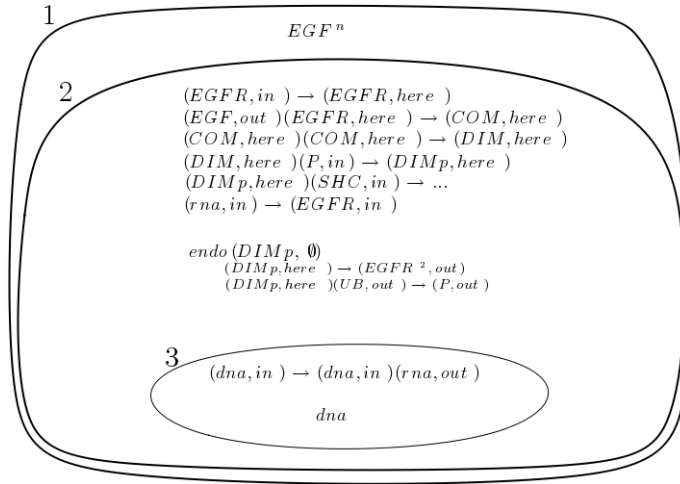 1
EGF ⁿ
2
(EGFR, in ) → (EGFR, here )
(EGF, out )(EGFR, here ) → (COM, here )
(COM, here )(COM, here ) → (DIM, here )
(DIM, here )(P, in) → (DIMp, here )
(DIMp, here )(SHC, in ) → ...
(rna, in) → (EGFR, in )
endo (DIMp, ∅)
(DIMp, here ) → (EGFR ², out)
(DIMp, here )(UB, out ) → (P, out )
3
(dna, in ) → (dna, in )(rna, out )
dna